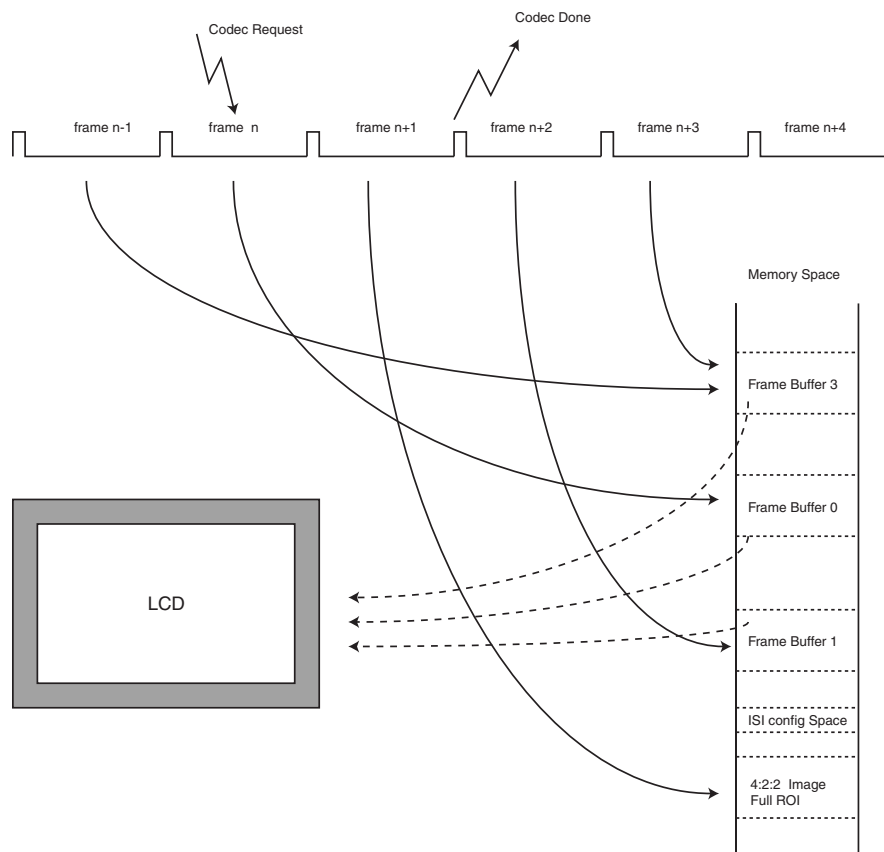 Codec Done
Codec Request
frame n-1
frame n
frame n+1
frame n+2
frame n+3
frame n+4
Memory Space
Frame Buffer 3
Frame Buffer 0
LCD
Frame Buffer 1
ISI config Space
4:2:2 Image
Full ROI